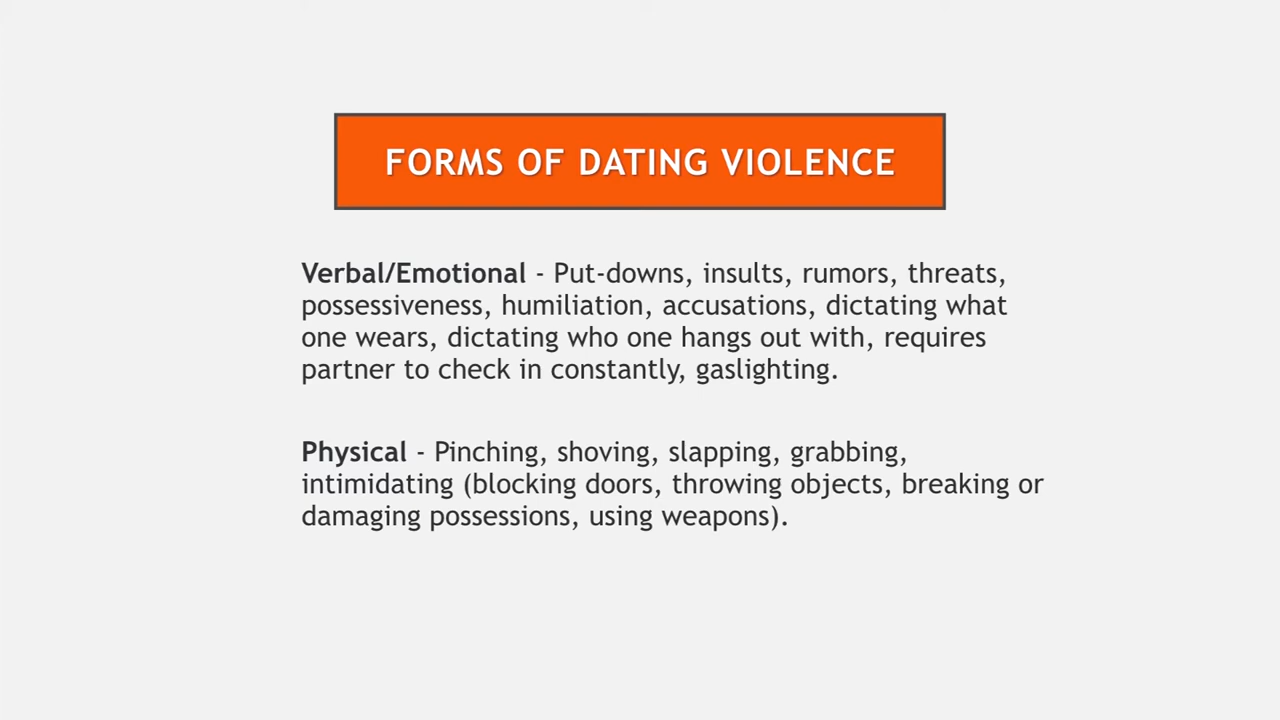 FORMS OF DATING VIOLENCE
Verbal/Emotional - Put-downs, insults, rumors, threats,
possessiveness, humiliation, accusations, dictating what
one wears, dictating who one hangs out with, requires
partner to check in constantly, gaslighting.
Physical - Pinching, shoving, slapping, grabbing,
intimidating (blocking doors, throwing objects, breaking or
damaging possessions, using weapons).